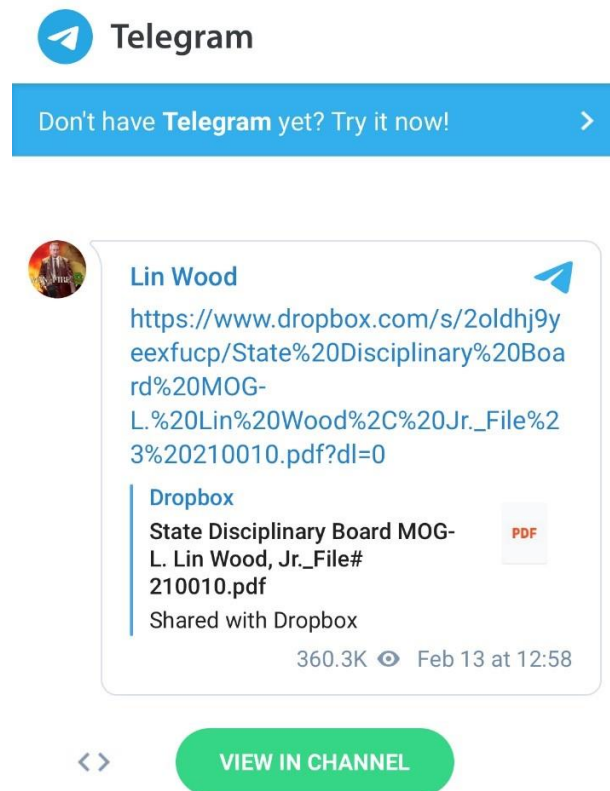 Telegram
Don't have Telegram yet? Try it now!
Lin Wood
https://www.dropbox.com/s/2oldhj9y
eexfucp/State%20Disciplinary%20Boa
rd%20MOG-
L.%20Lin%20Wood%2C%20Jr._File%2
3%20210010.pdf?dl=0
Dropbox
State Disciplinary Board MOG-
L. Lin Wood, Jr._File#
210010.pdf
PDF
Shared with Dropbox
360.3K Feb 13 at 12:58
VIEW IN CHANNEL